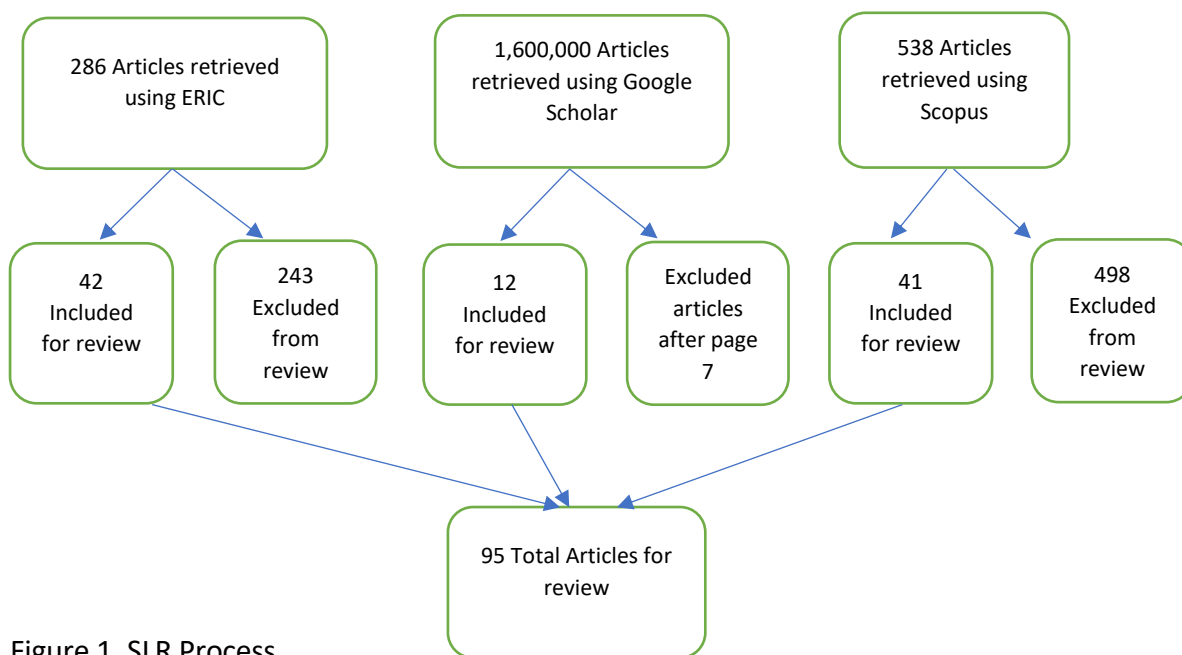 286 Articles retrieved
using ERIC
1,600,000 Articles
retrieved using Google
Scholar
538 Articles
retrieved using
Scopus
42
Included
for review
243
Excluded
from
review
12
Included
for review
Excluded
articles
after page
7
41
Included
for review
498
Excluded
from
review
95 Total Articles for
review
Figure 1. SLR Process